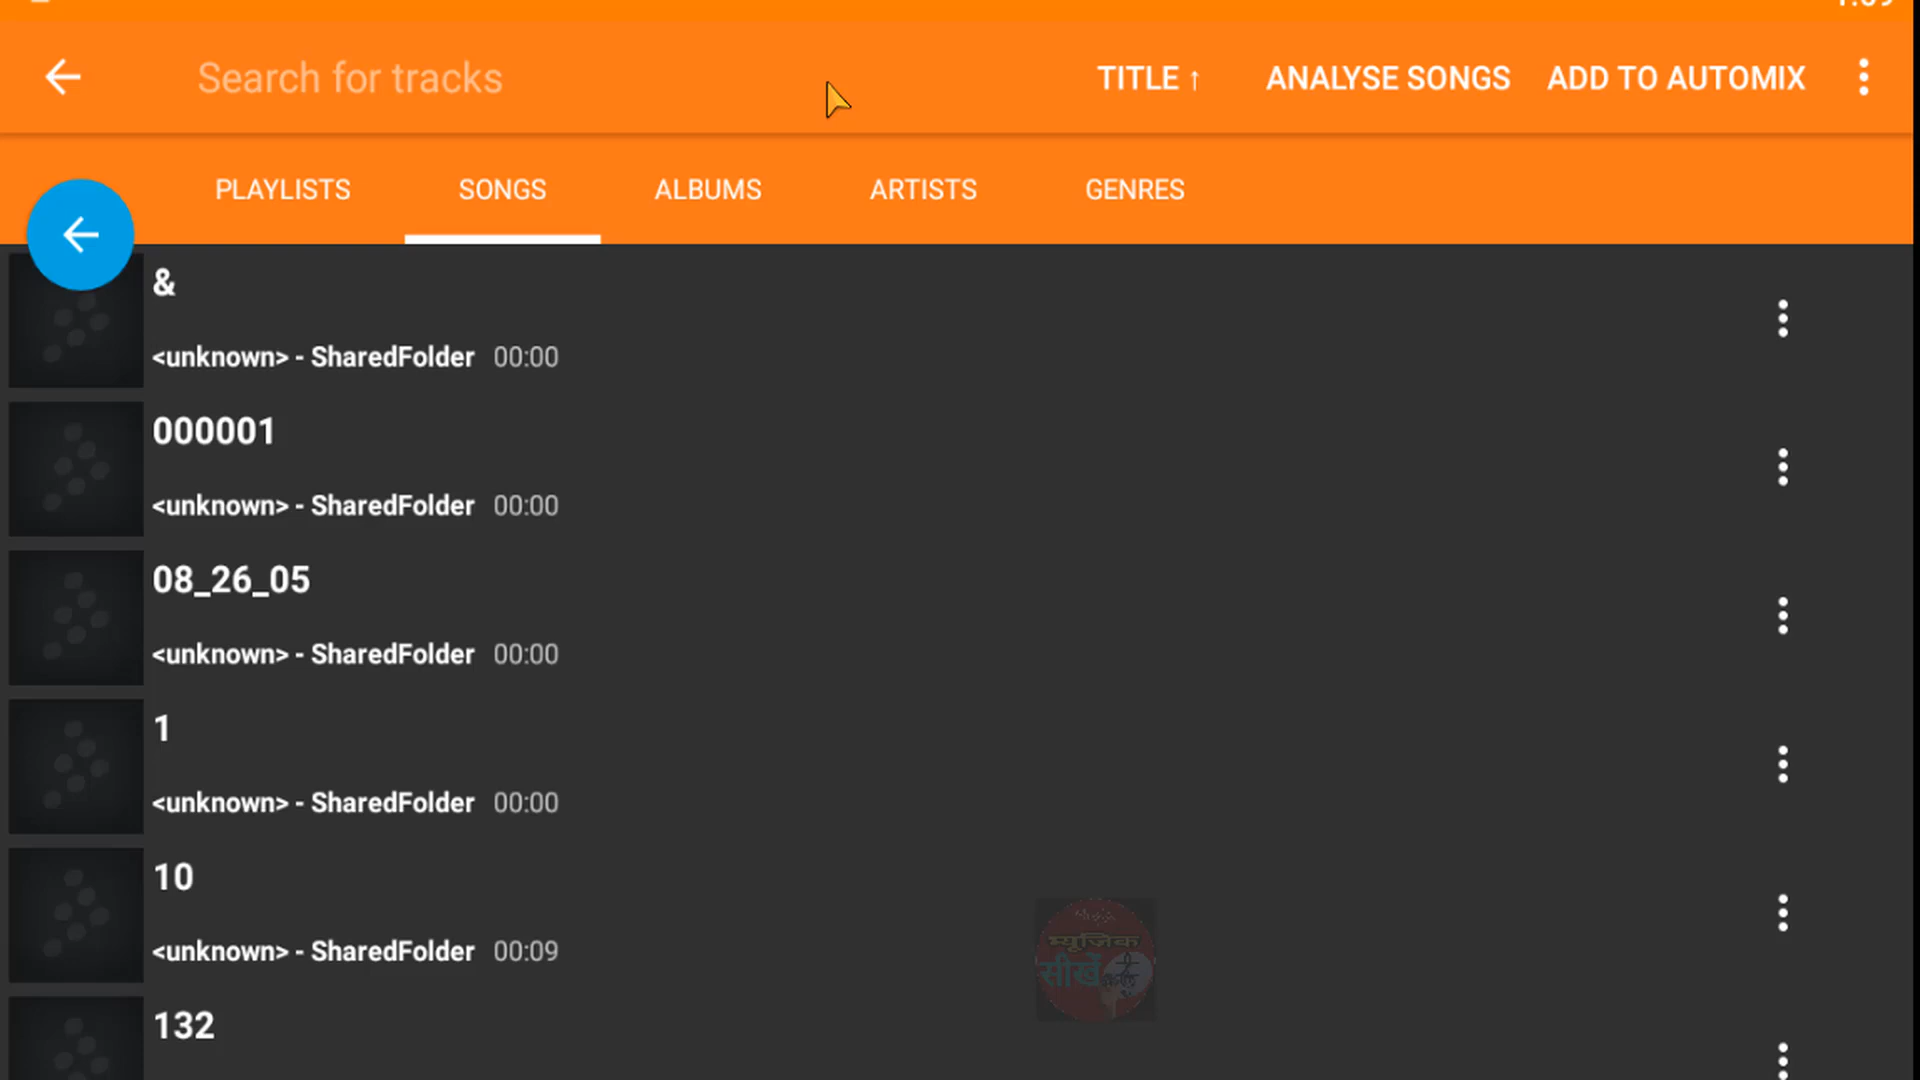 Search for tracks TITLE ↑ ANALYSE SONGS ADD TO AUTOMIX
PLAYLISTS SONGS ALBUMS ARTISTS GENRES
&
<unknown> - SharedFolder 00:00
000001
<unknown> - SharedFolder 00:00
08_26_05
<unknown> - SharedFolder 00:00
1
<unknown> - SharedFolder 00:00
10
<unknown> - SharedFolder 00:09
म्यूजिक
सीखें
132